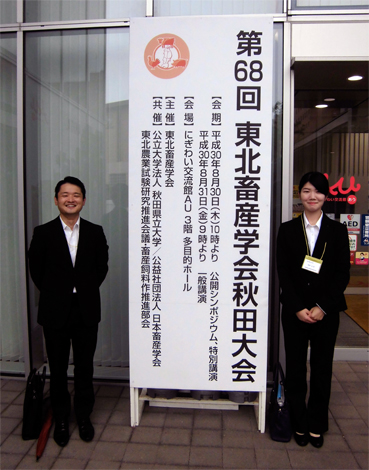 第68回 東北畜産学会秋田大会
[会 期] 平成30年8月30日(木)10時より 公開シンポジウム、特別講演
平成30年8月31日(金)9時より 一般講演
[会 場] にぎわい交流館AU 3階 多目的ホール
[主 催] 東北畜産学会
[共 催] 公立大学法人 秋田県立大学/公益社団法人 日本畜産学会
東北農業試験研究推進会議・畜産飼料作推進部会
AED